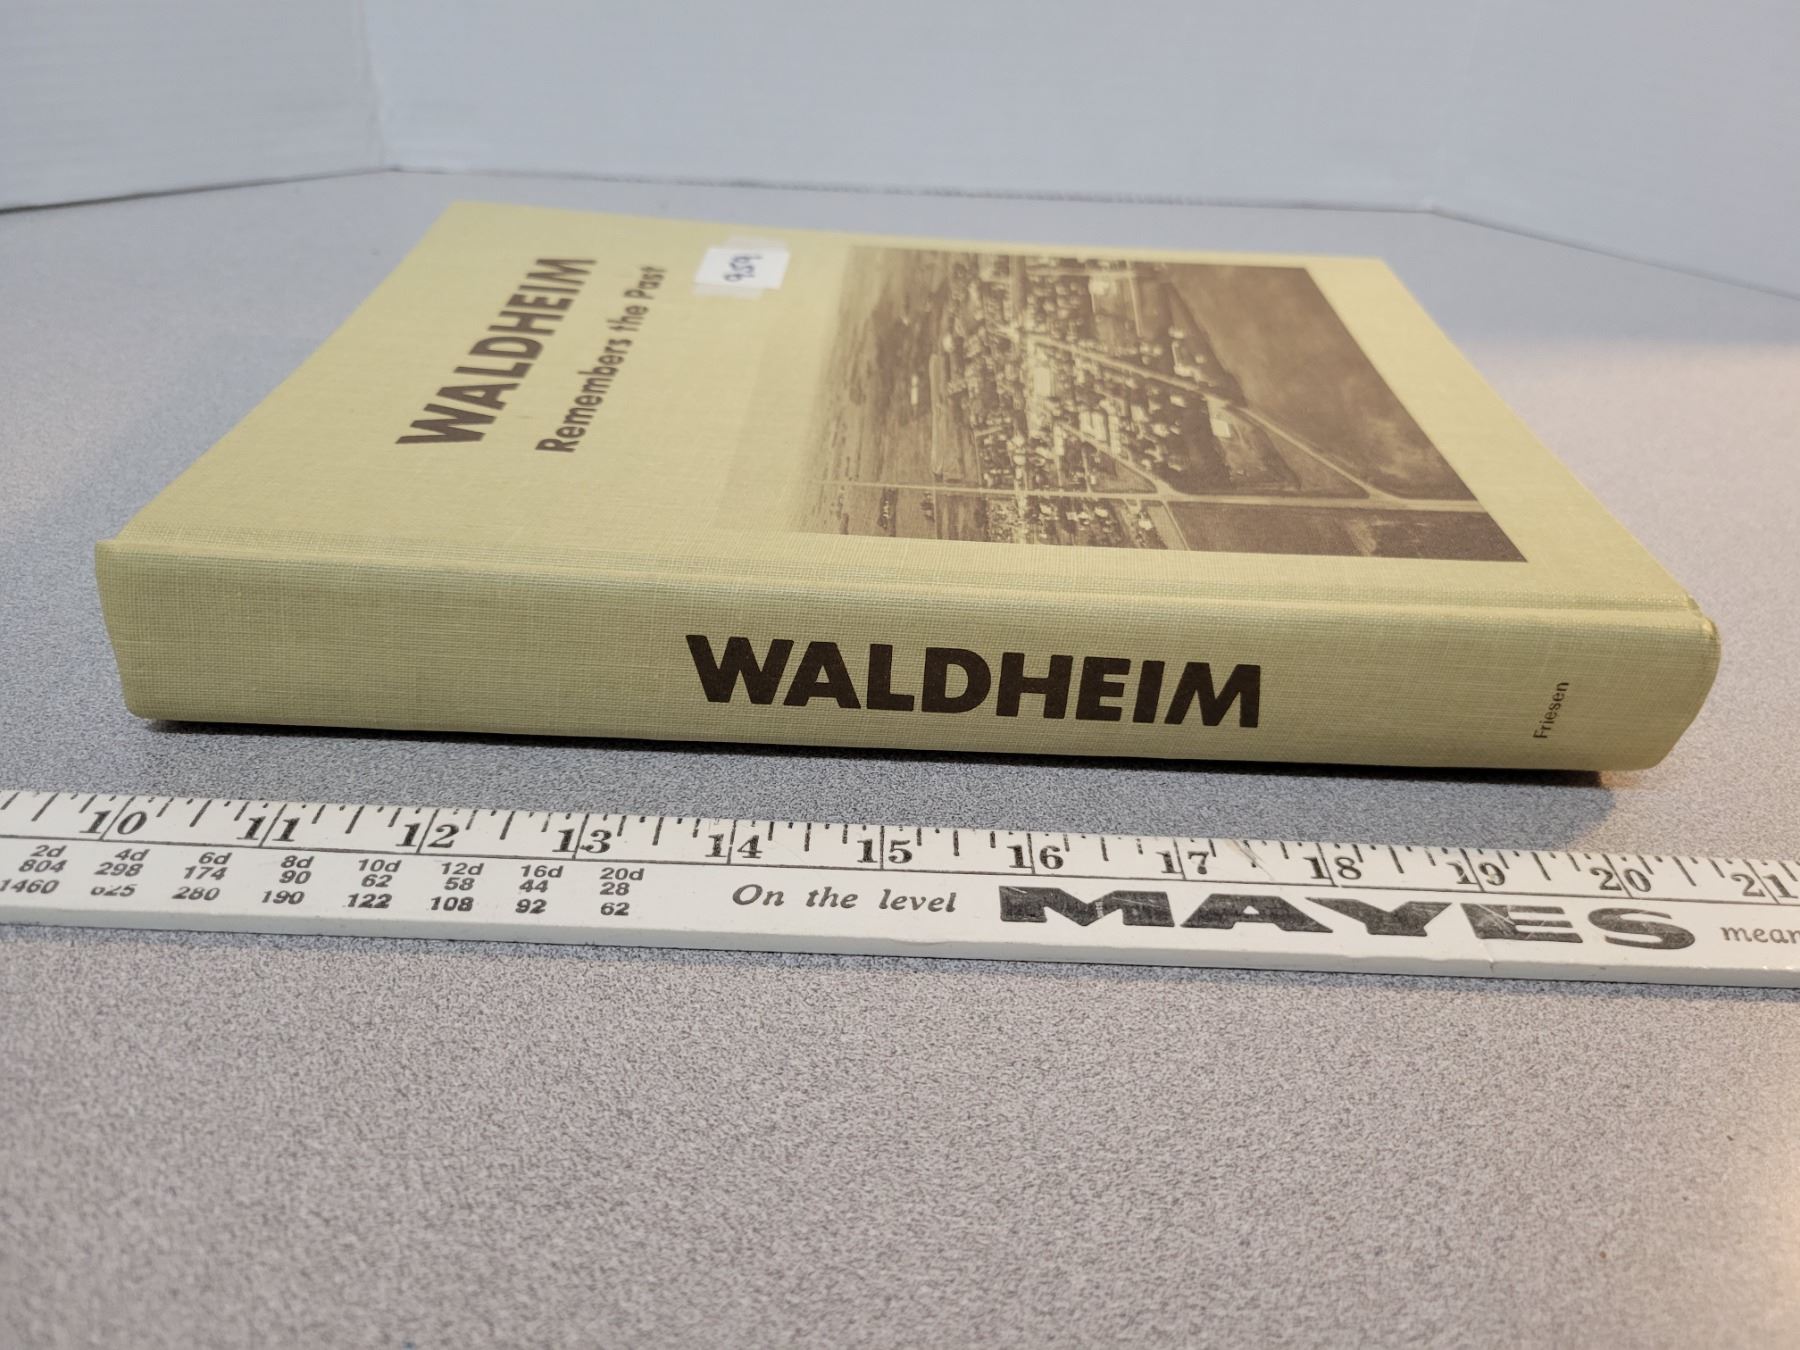 WALDHEIM
Remembers the Past
959
WALDHEIM
Friesen
10 11 12 13 14 15 16 17 18 19 20 21
2d 4d 6d 8d 10d 12d 16d 20d
804 298 174 90 62 58 44 28
1460 625 280 190 122 108 92 62
On the level MAYES mean